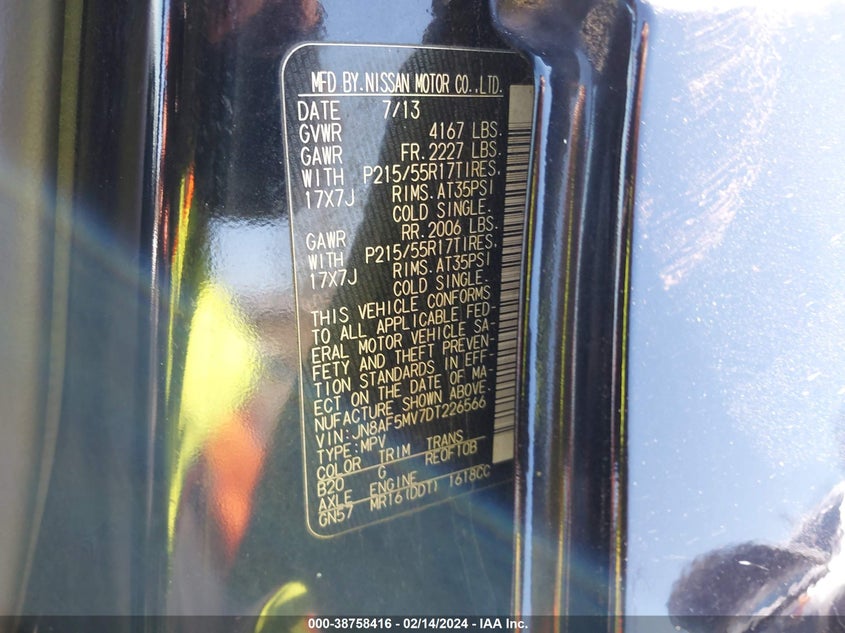 MFD BY.NISSAN MOTOR CO.,LTD.
DATE 7/13
GVWR 4167 LBS.
GAWR FR.2227 LBS.
WITH P215/55R17TIRES,
17X7J RIMS.AT35PSI
COLD SINGLE.
GAWR RR.2006 LBS.
WITH P215/55R17TIRES,
17X7J RIMS.AT35PSI
COLD SINGLE.
THIS VEHICLE CONFORMS
TO ALL APPLICABLE FED-
ERAL MOTOR VEHICLE SA-
FETY AND THEFT PREVEN-
TION STANDARDS IN EFF-
ECT ON THE DATE OF MA-
NUFACTURE SHOWN ABOVE.
VIN:JN8AF5MV7DT226566
TYPE:MPV
COLOR TRIM TRANS
B20 G RE0F10B
AXLE ENGINE
GN57 MR16(DDT) 1618CC
000-38758416 - 02/14/2024 - IAA Inc.